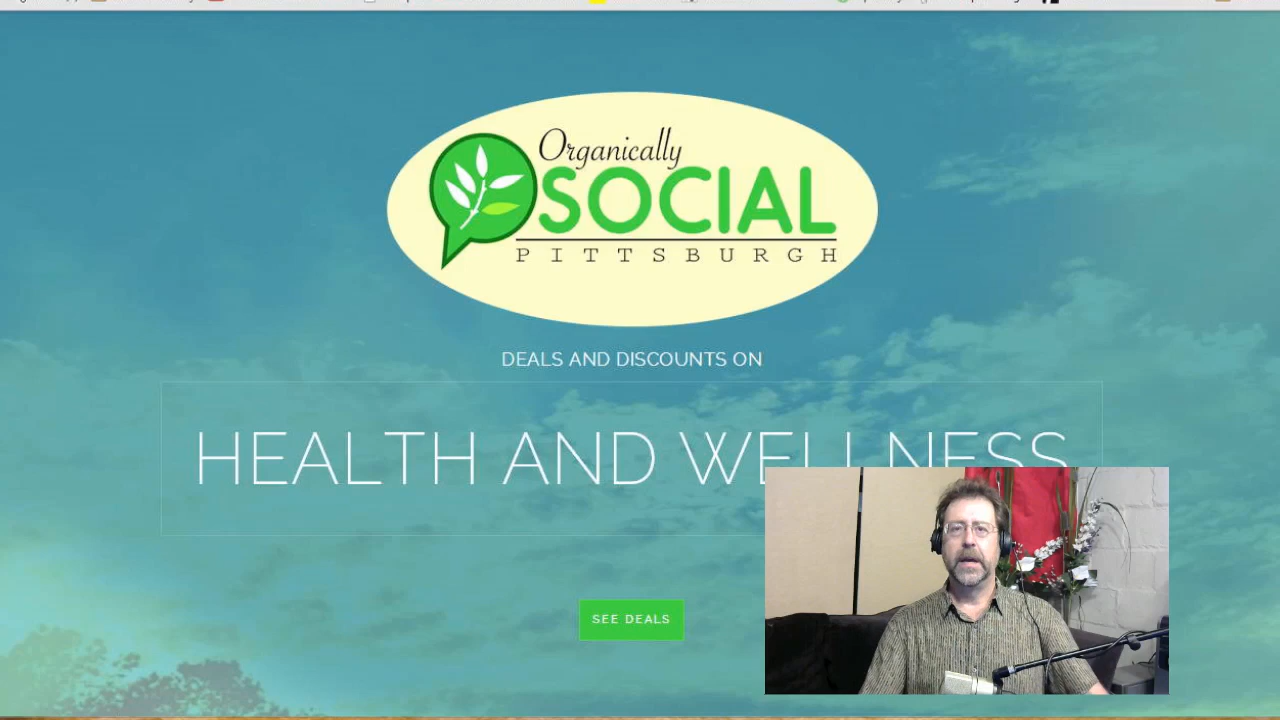 Organically
SOCIAL
PITTSBURGH
DEALS AND DISCOUNTS ON
HEALTH AND WELLNESS
SEE DEALS